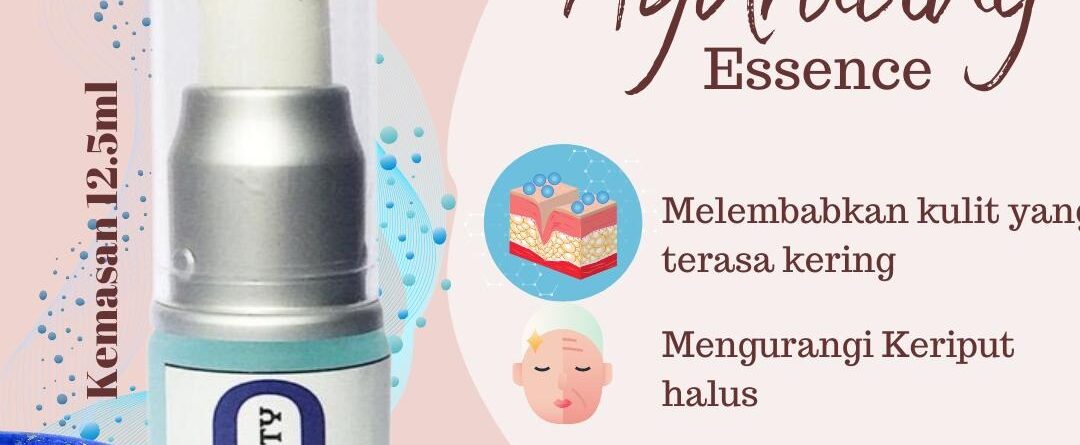 Essence
Melembabkan kulit yang
terasa kering
Mengurangi Keriput
halus
Kemasan 12.5ml